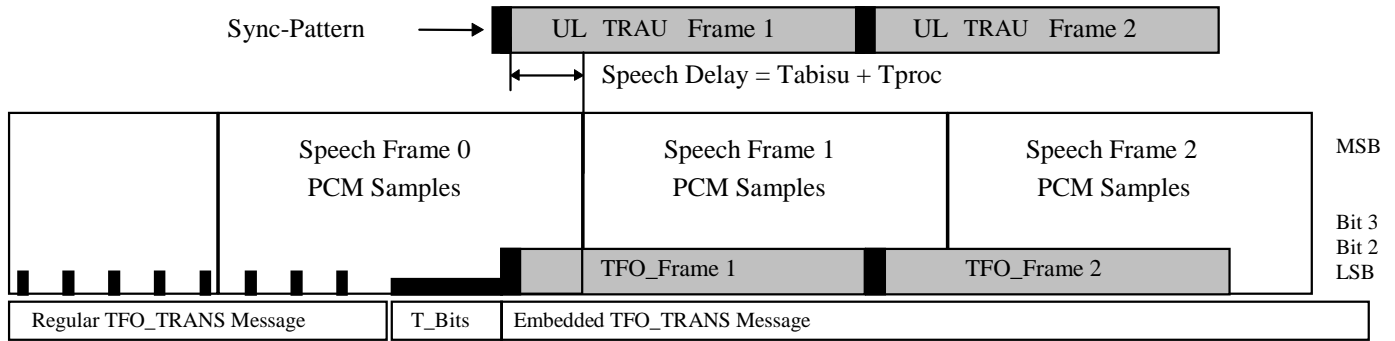 Sync-Pattern
UL TRAU Frame 1
UL TRAU Frame 2
Speech Delay = Tabisu + Tproc
Speech Frame 0
PCM Samples
Speech Frame 1
PCM Samples
Speech Frame 2
PCM Samples
MSB
Bit 3
Bit 2
LSB
TFO_Frame 1
TFO_Frame 2
Regular TFO_TRANS Message
T_Bits
Embedded TFO_TRANS Message